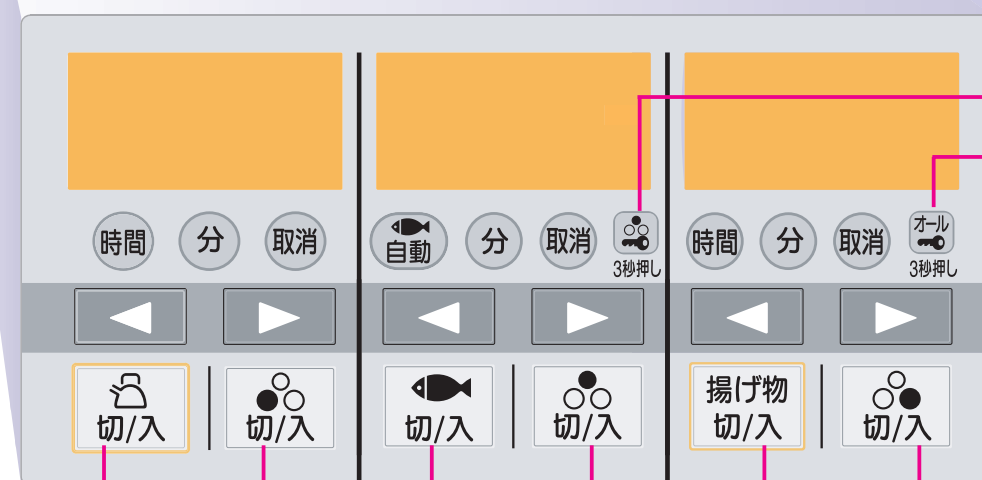 時間 分 取消 自動 分 取消 時間 分 取消 オール
3秒押し 3秒押し
揚げ物
切/入 切/入 切/入 切/入 切/入 切/入